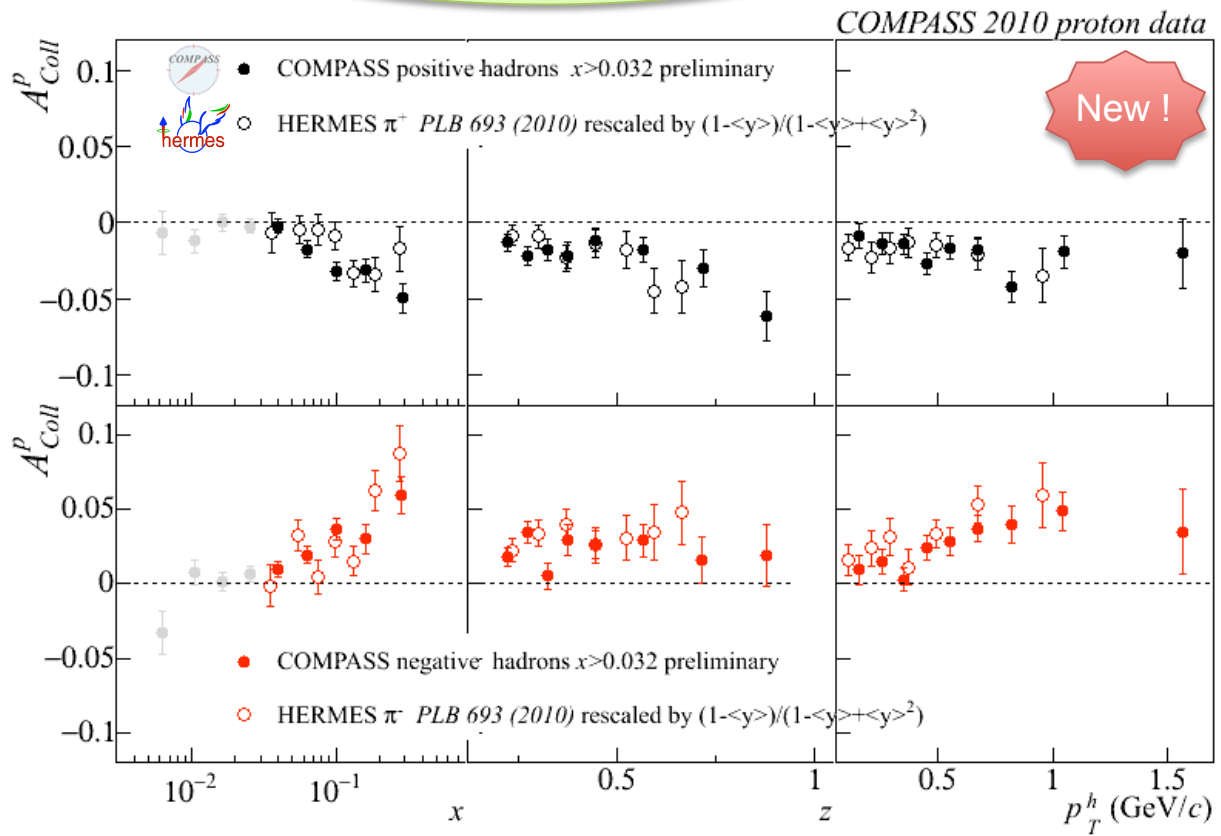 COMPASS 2010 proton data
A^p_Coll
0.1
0.05
0
−0.05
−0.1
COMPASS
COMPASS positive hadrons x>0.032 preliminary
hermes
HERMES π⁺ PLB 693 (2010) rescaled by (1-<y>)/(1-<y>+<y>²)
New !
A^p_Coll
0.1
0.05
0
−0.05
−0.1
COMPASS negative hadrons x>0.032 preliminary
HERMES π⁻ PLB 693 (2010) rescaled by (1-<y>)/(1-<y>+<y>²)
10⁻² 10⁻¹ 0.5 1 0.5 1 1.5
x z p_T^h (GeV/c)